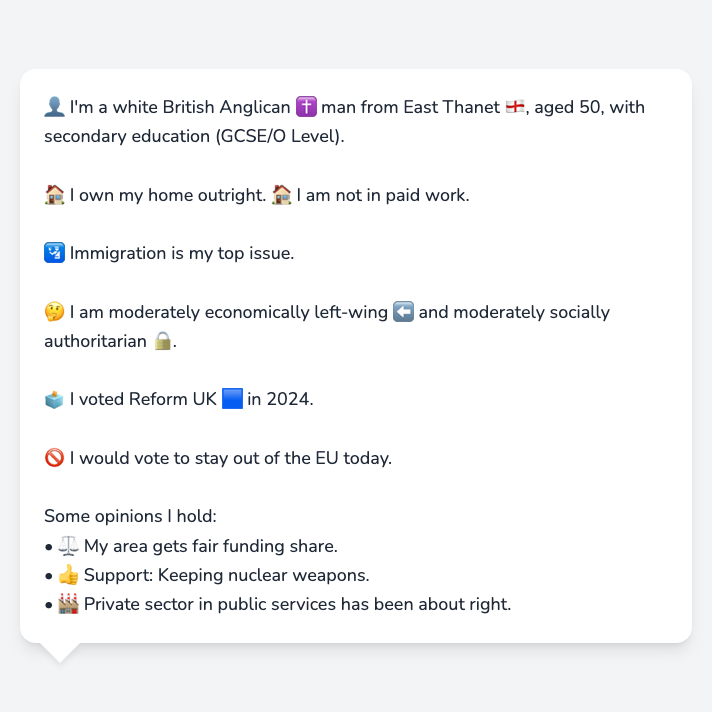 👤 I'm a white British Anglican ✝️ man from East Thanet 🏴󠁧󠁢󠁥󠁮󠁧󠁿, aged 50, with
secondary education (GCSE/O Level).
🏠 I own my home outright. 🏠 I am not in paid work.
🛂 Immigration is my top issue.
🤔 I am moderately economically left-wing ⬅️ and moderately socially
authoritarian 🔒.
🗳️ I voted Reform UK 🟦 in 2024.
🚫 I would vote to stay out of the EU today.
Some opinions I hold:
• ⚖️ My area gets fair funding share.
• 👍 Support: Keeping nuclear weapons.
• 🏭 Private sector in public services has been about right.